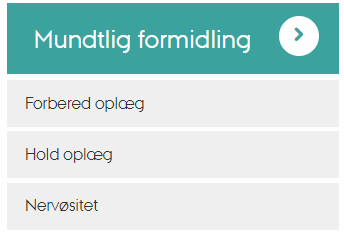 Mundtlig formidling
Forbered oplæg
Hold oplæg
Nervøsitet